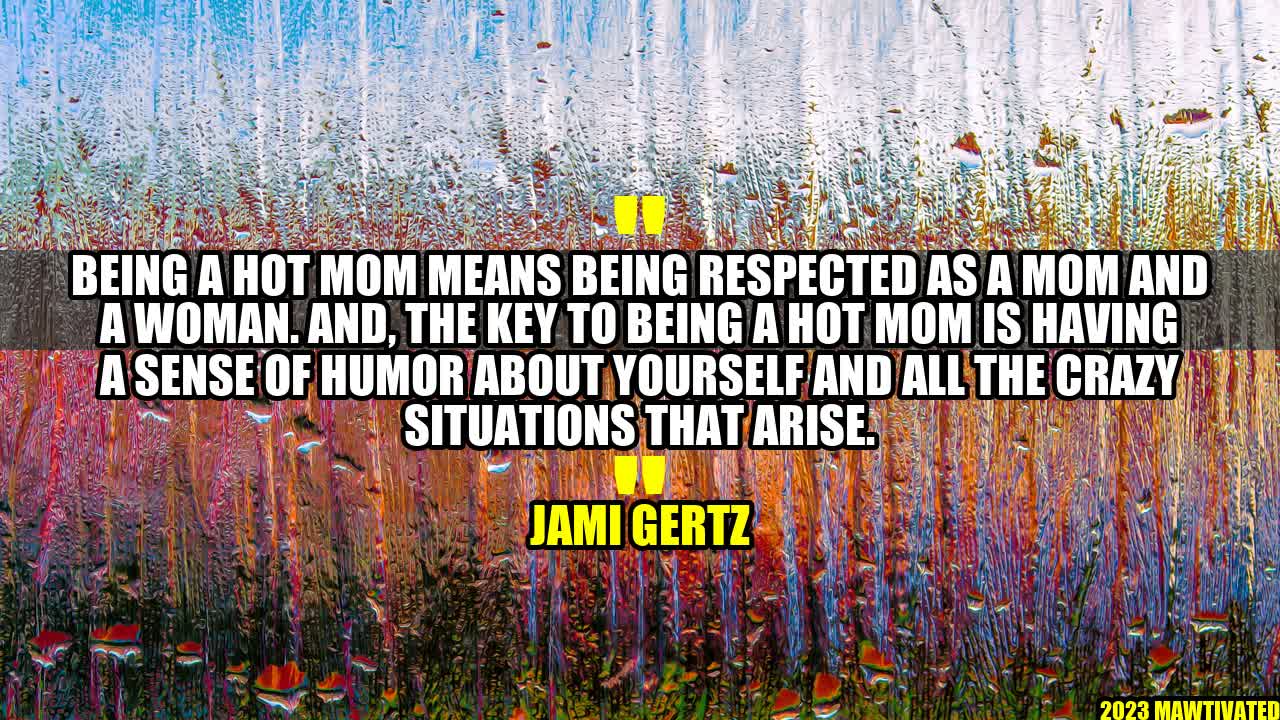 "
BEING A HOT MOM MEANS BEING RESPECTED AS A MOM AND
A WOMAN. AND, THE KEY TO BEING A HOT MOM IS HAVING
A SENSE OF HUMOR ABOUT YOURSELF AND ALL THE CRAZY
SITUATIONS THAT ARISE.
"
JAMI GERTZ
2023 MAWTIVATED